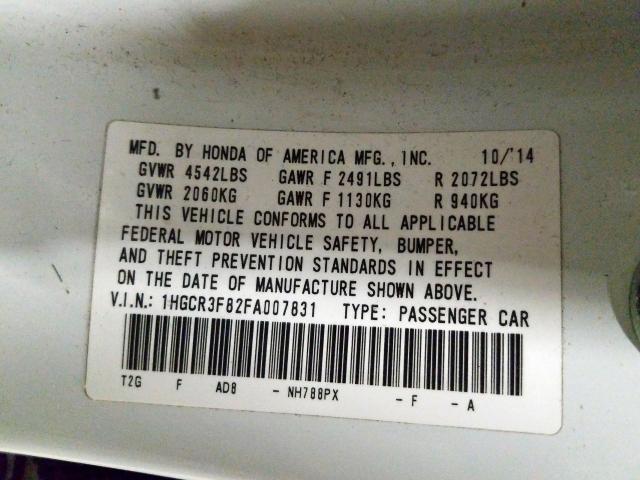 MFD. BY HONDA OF AMERICA MFG., INC. 10/'14
GVWR 4542LBS GAWR F 2491LBS R 2072LBS
GVWR 2060KG GAWR F 1130KG R 940KG
THIS VEHICLE CONFORMS TO ALL APPLICABLE
FEDERAL MOTOR VEHICLE SAFETY, BUMPER,
AND THEFT PREVENTION STANDARDS IN EFFECT
ON THE DATE OF MANUFACTURE SHOWN ABOVE.
V.I.N.: 1HGCR3F82FA007831 TYPE: PASSENGER CAR
T2G F AD8 - NH788PX - F - A